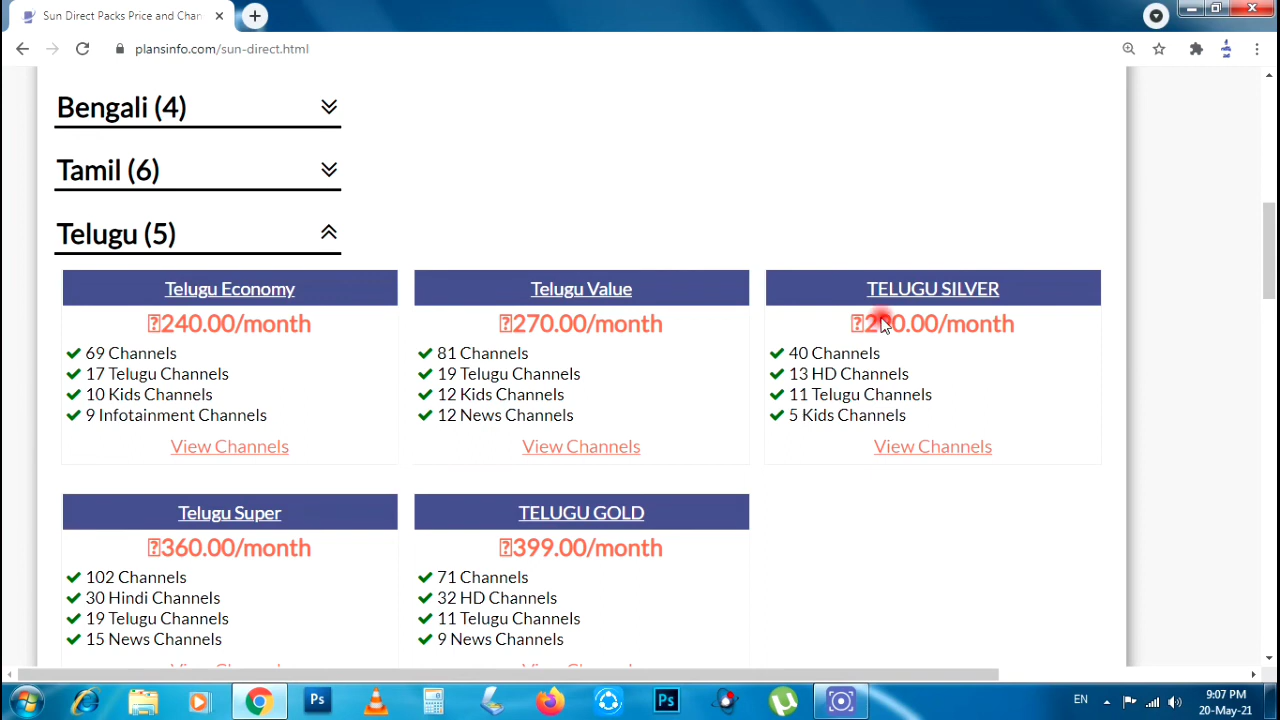 Sun Direct Packs Price and Chan
plansinfo.com/sun-direct.html
Bengali (4)
Tamil (6)
Telugu (5)
Telugu Economy
240.00/month
69 Channels
17 Telugu Channels
10 Kids Channels
9 Infotainment Channels
View Channels
Telugu Value
270.00/month
81 Channels
19 Telugu Channels
12 Kids Channels
12 News Channels
View Channels
TELUGU SILVER
40 Channels
13 HD Channels
11 Telugu Channels
5 Kids Channels
View Channels
Telugu Super
360.00/month
102 Channels
30 Hindi Channels
19 Telugu Channels
15 News Channels
TELUGU GOLD
399.00/month
71 Channels
32 HD Channels
11 Telugu Channels
9 News Channels
EN
9:07 PM
20-May-21